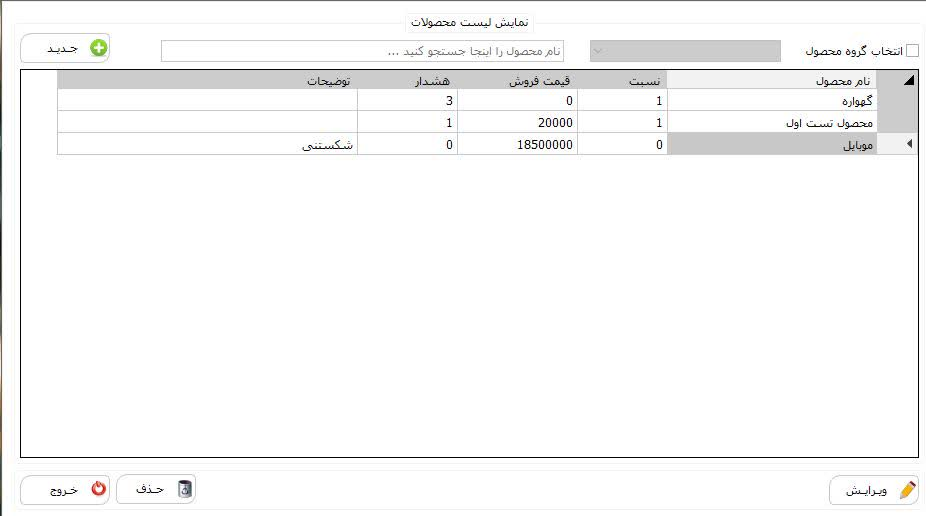 نمایش لیست محصولات
انتخاب گروه محصول نام محصول را اینجا جستجو کنید ... جدید
نام محصول نسبت قیمت فروش هشدار توضیحات
گهواره 1 0 3
محصول تست اول 1 20000 1
موبایل 0 18500000 0 شکستنی
ویرایش حذف خروج